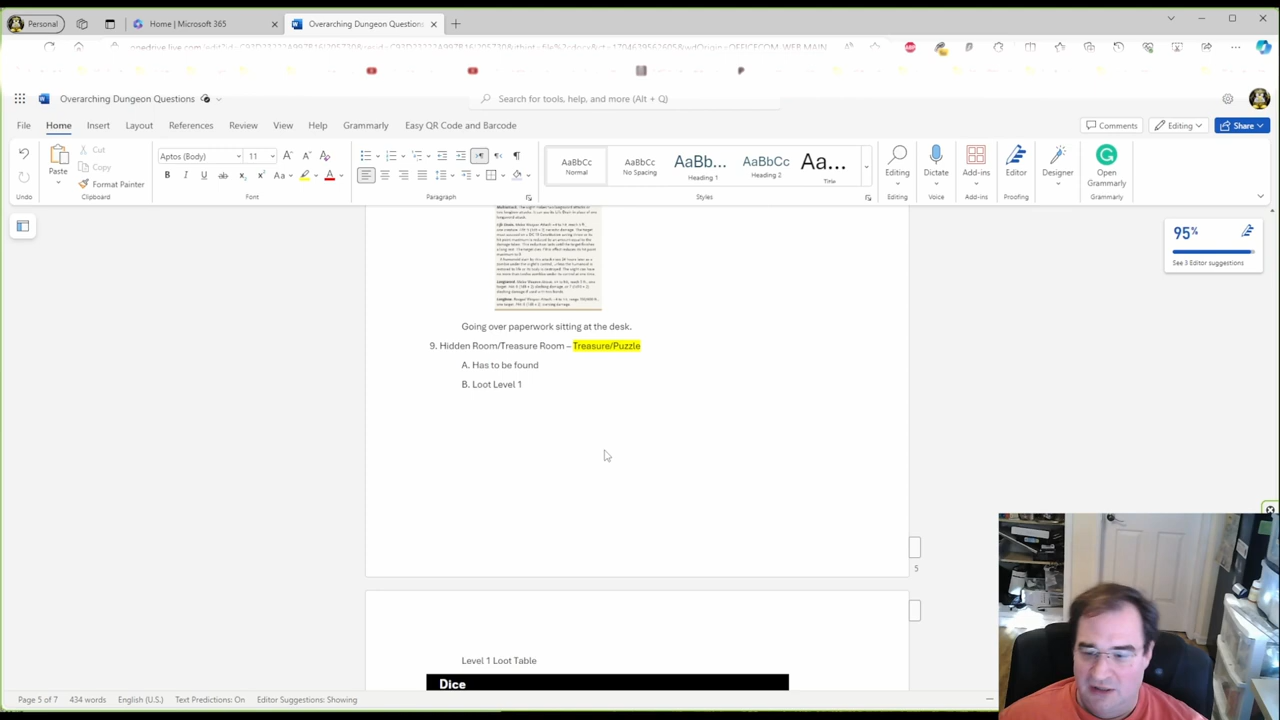 Personal
Home | Microsoft 365
Overarching Dungeon Questions
Overarching Dungeon Questions
Search for tools, help, and more (Alt + Q)
File Home Insert Layout References Review View Help Grammarly Easy QR Code and Barcode
Comments Editing Share
Undo
Paste
Cut
Copy
Format Painter
Clipboard
Aptos (Body) 11
Font
Paragraph
AaBbCc
Normal
AaBbCc
No Spacing
AaBb...
Heading 1
AaBbCc
Heading 2
Aa...
Title
Styles
Editing
Editing
Dictate
Voice
Add-ins
Add-ins
Editor
Designer
Open
Grammarly
Grammarly
95%
See 3 Editor suggestions
Going over paperwork sitting at the desk.
9. Hidden Room/Treasure Room – Treasure/Puzzle
A. Has to be found
B. Loot Level 1
5
Level 1 Loot Table
Dice
Page 5 of 7 434 words English (U.S.) Text Predictions: On Editor Suggestions: Showing